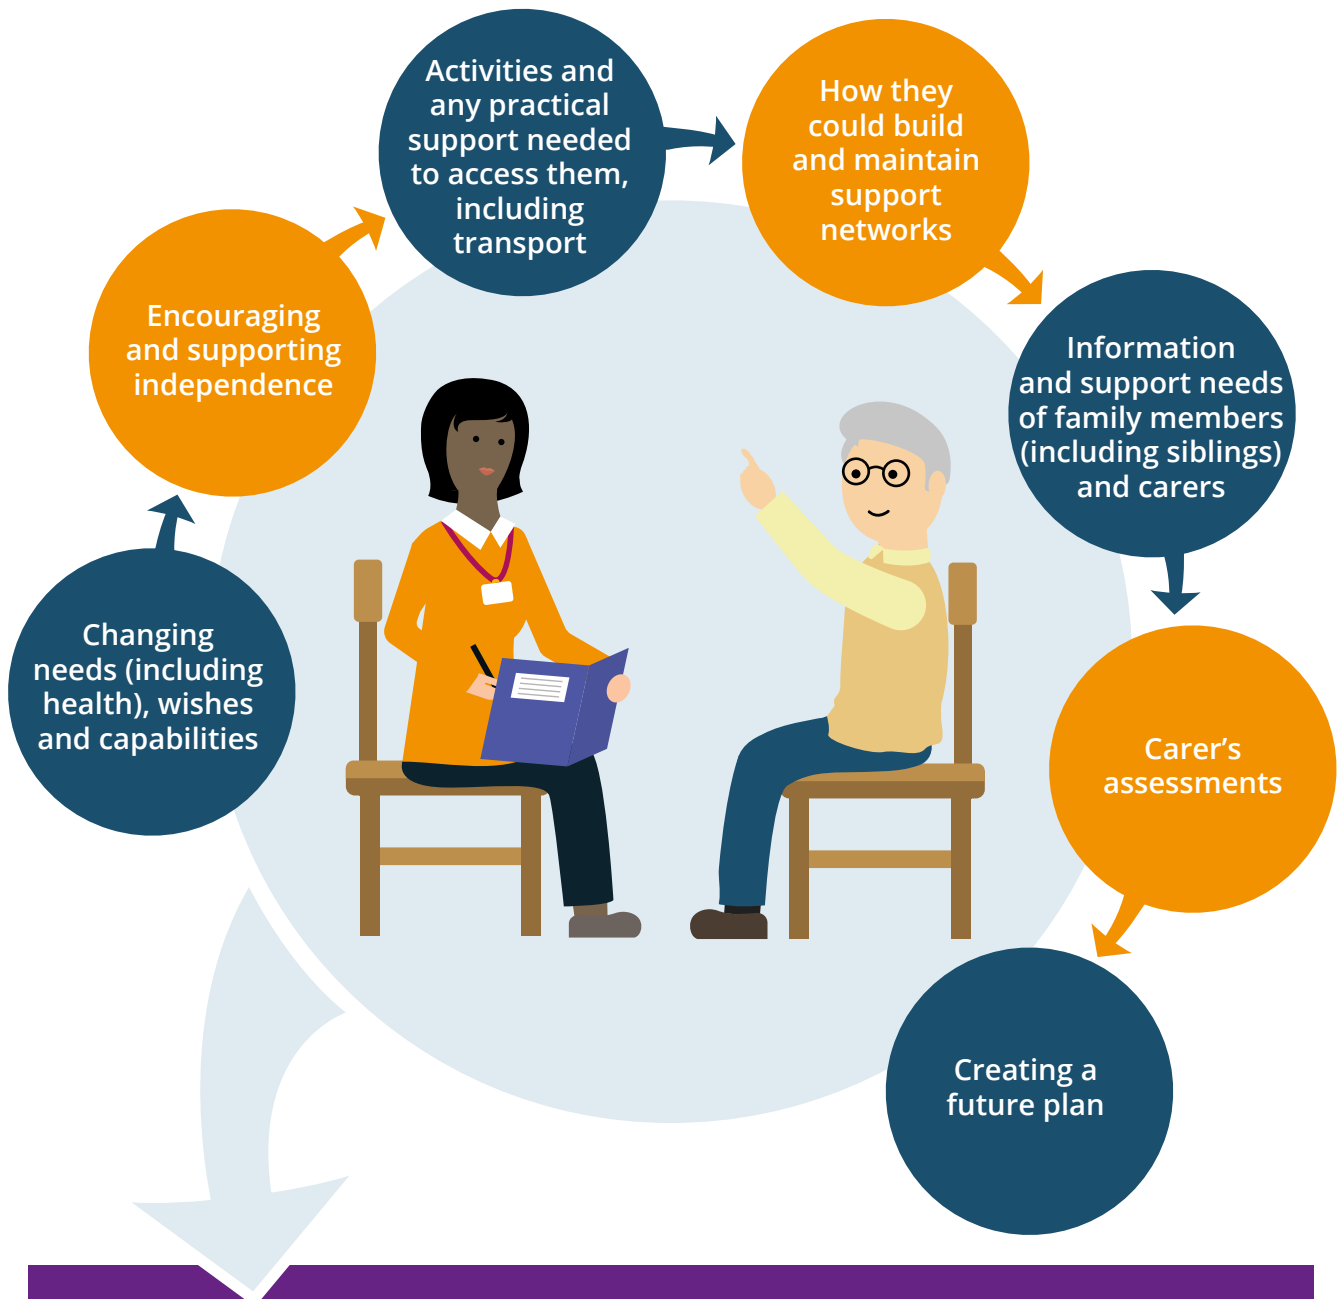 Activities and
any practical
support needed
to access them,
including
transport
How they
could build
and maintain
support
networks
Encouraging
and supporting
independence
Information
and support needs
of family members
(including siblings)
and carers
Changing
needs (including
health), wishes
and capabilities
Carer’s
assessments
Creating a
future plan